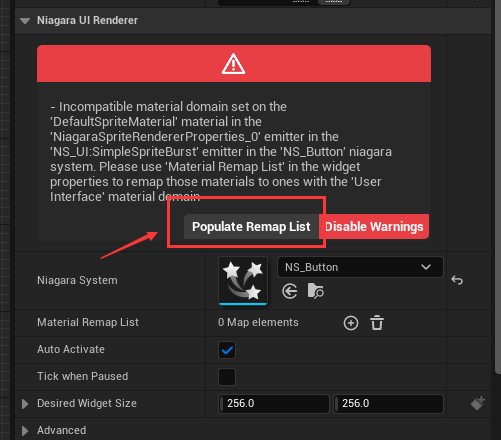 Niagara UI Renderer
- Incompatible material domain set on the
'DefaultSpriteMaterial' material in the
'NiagaraSpriteRendererProperties_0' emitter in the
'NS_UI:SimpleSpriteBurst' emitter in the 'NS_Button' niagara
system. Please use 'Material Remap List' in the widget
properties to remap those materials to ones with the 'User
Interface' material domain
Populate Remap List Disable Warnings
Niagara System NS_Button
Material Remap List 0 Map elements
Auto Activate
Tick when Paused
Desired Widget Size 256.0 256.0
Advanced